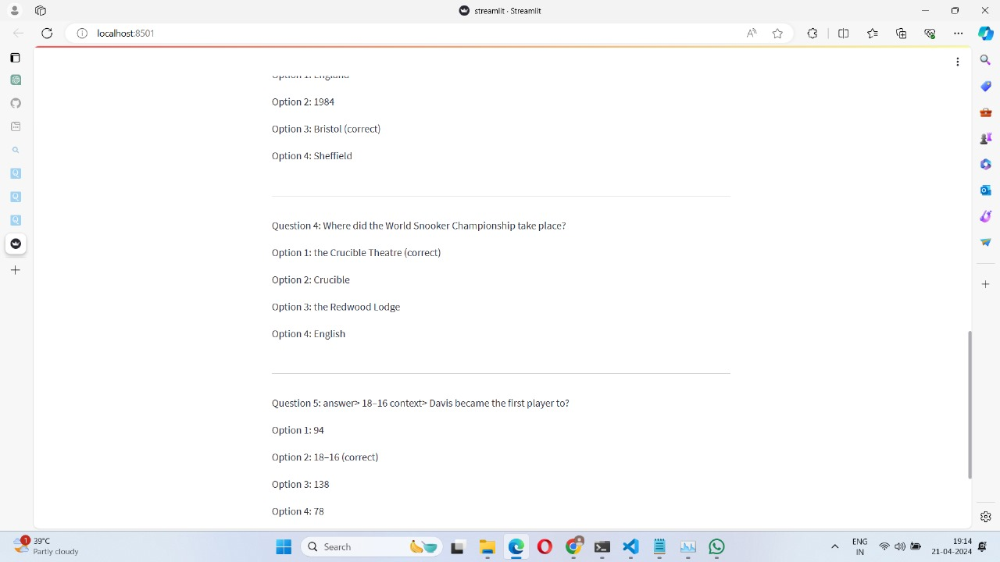 streamlit · Streamlit
localhost:8501
Option 1: England
Option 2: 1984
Option 3: Bristol (correct)
Option 4: Sheffield
Question 4: Where did the World Snooker Championship take place?
Option 1: the Crucible Theatre (correct)
Option 2: Crucible
Option 3: the Redwood Lodge
Option 4: English
Question 5: answer> 18–16 context> Davis became the first player to?
Option 1: 94
Option 2: 18–16 (correct)
Option 3: 138
Option 4: 78
1
39°C
Partly cloudy
Search
ENG
IN
19:14
21-04-2024